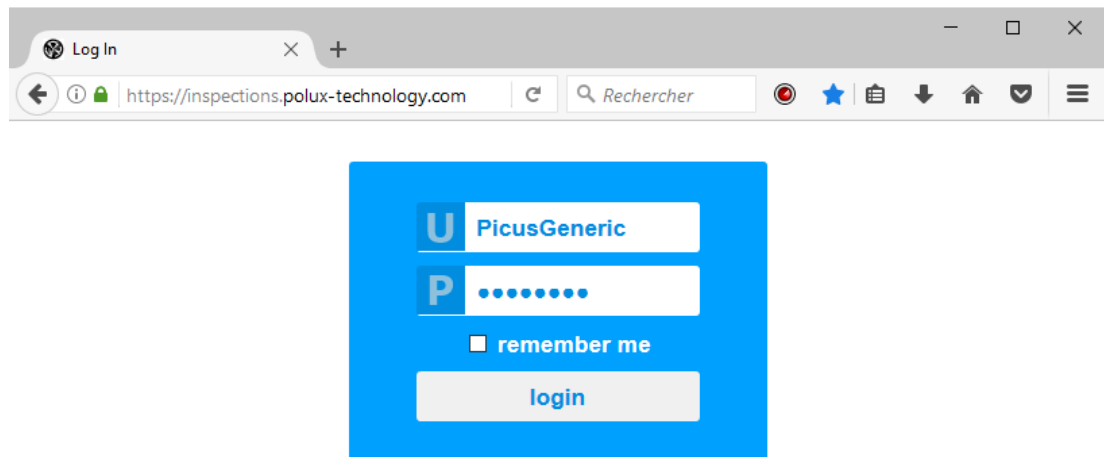 Log In
https://inspections.polux-technology.com
Rechercher
U PicusGeneric
P ••••••••
remember me
login